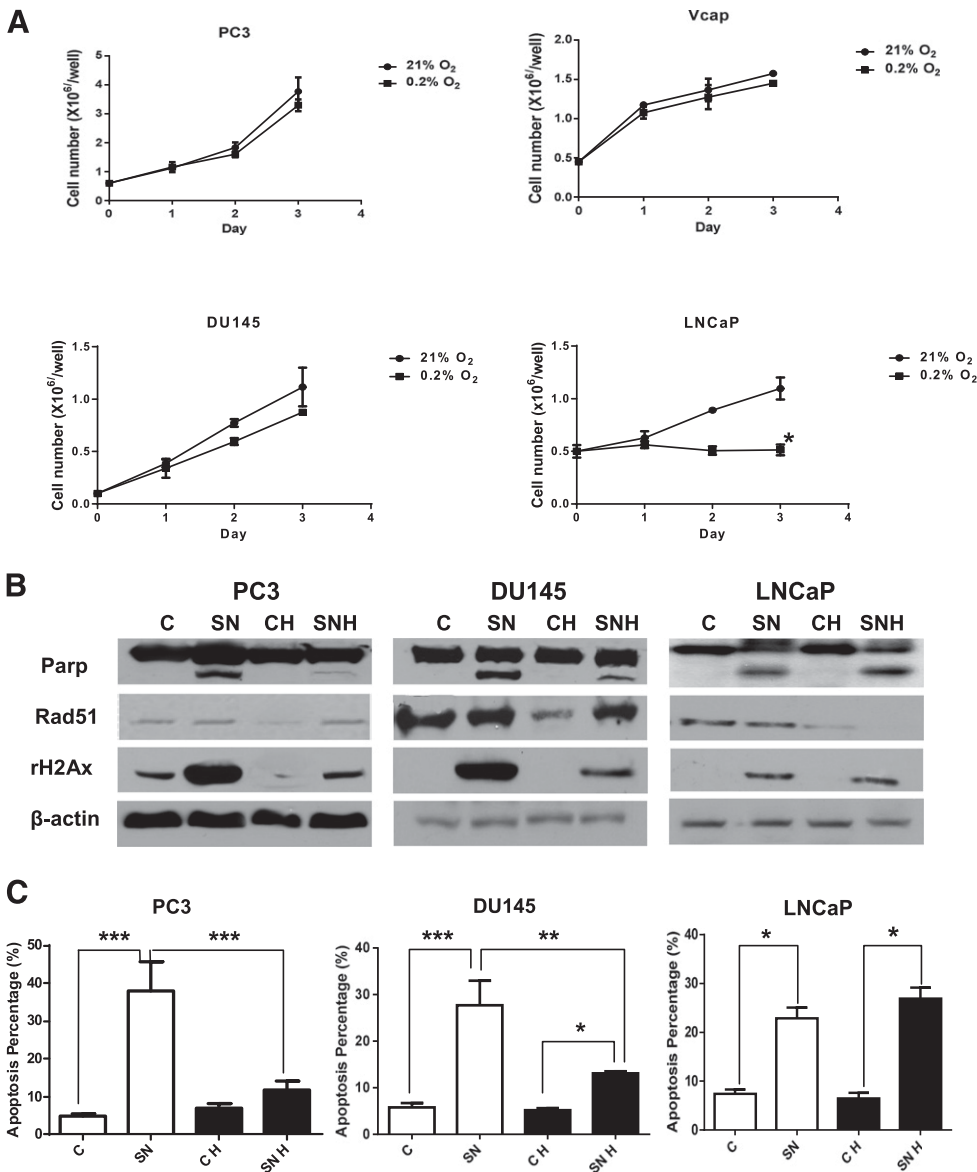 A
PC3
Cell number (X10⁶/well)
5
4
3
2
1
0
0 1 2 3 4
Day
21% O₂
0.2% O₂
Vcap
Cell number (X10⁶/well)
2.0
1.5
1.0
0.5
0.0
0 1 2 3 4
Day
21% O₂
0.2% O₂
DU145
Cell number (X10⁶/well)
1.5
1.0
0.5
0.0
0 1 2 3 4
Day
21% O₂
0.2% O₂
LNCaP
Cell number (x10⁶/well)
1.5
1.0
0.5
0.0
*
0 1 2 3 4
Day
21% O₂
0.2% O₂
B
PC3 DU145 LNCaP
C SN CH SNH C SN CH SNH C SN CH SNH
Parp
Rad51
rH2Ax
β-actin
C
PC3
Apoptosis Percentage (%)
50
40
30
20
10
0
*** ***
C SN C H SN H
DU145
Apoptosis Percentage (%)
40
30
20
10
0
*** **
*
C SN C H SN H
LNCaP
Apoptosis Percentage (%)
40
30
20
10
0
* *
C SN C H SN H